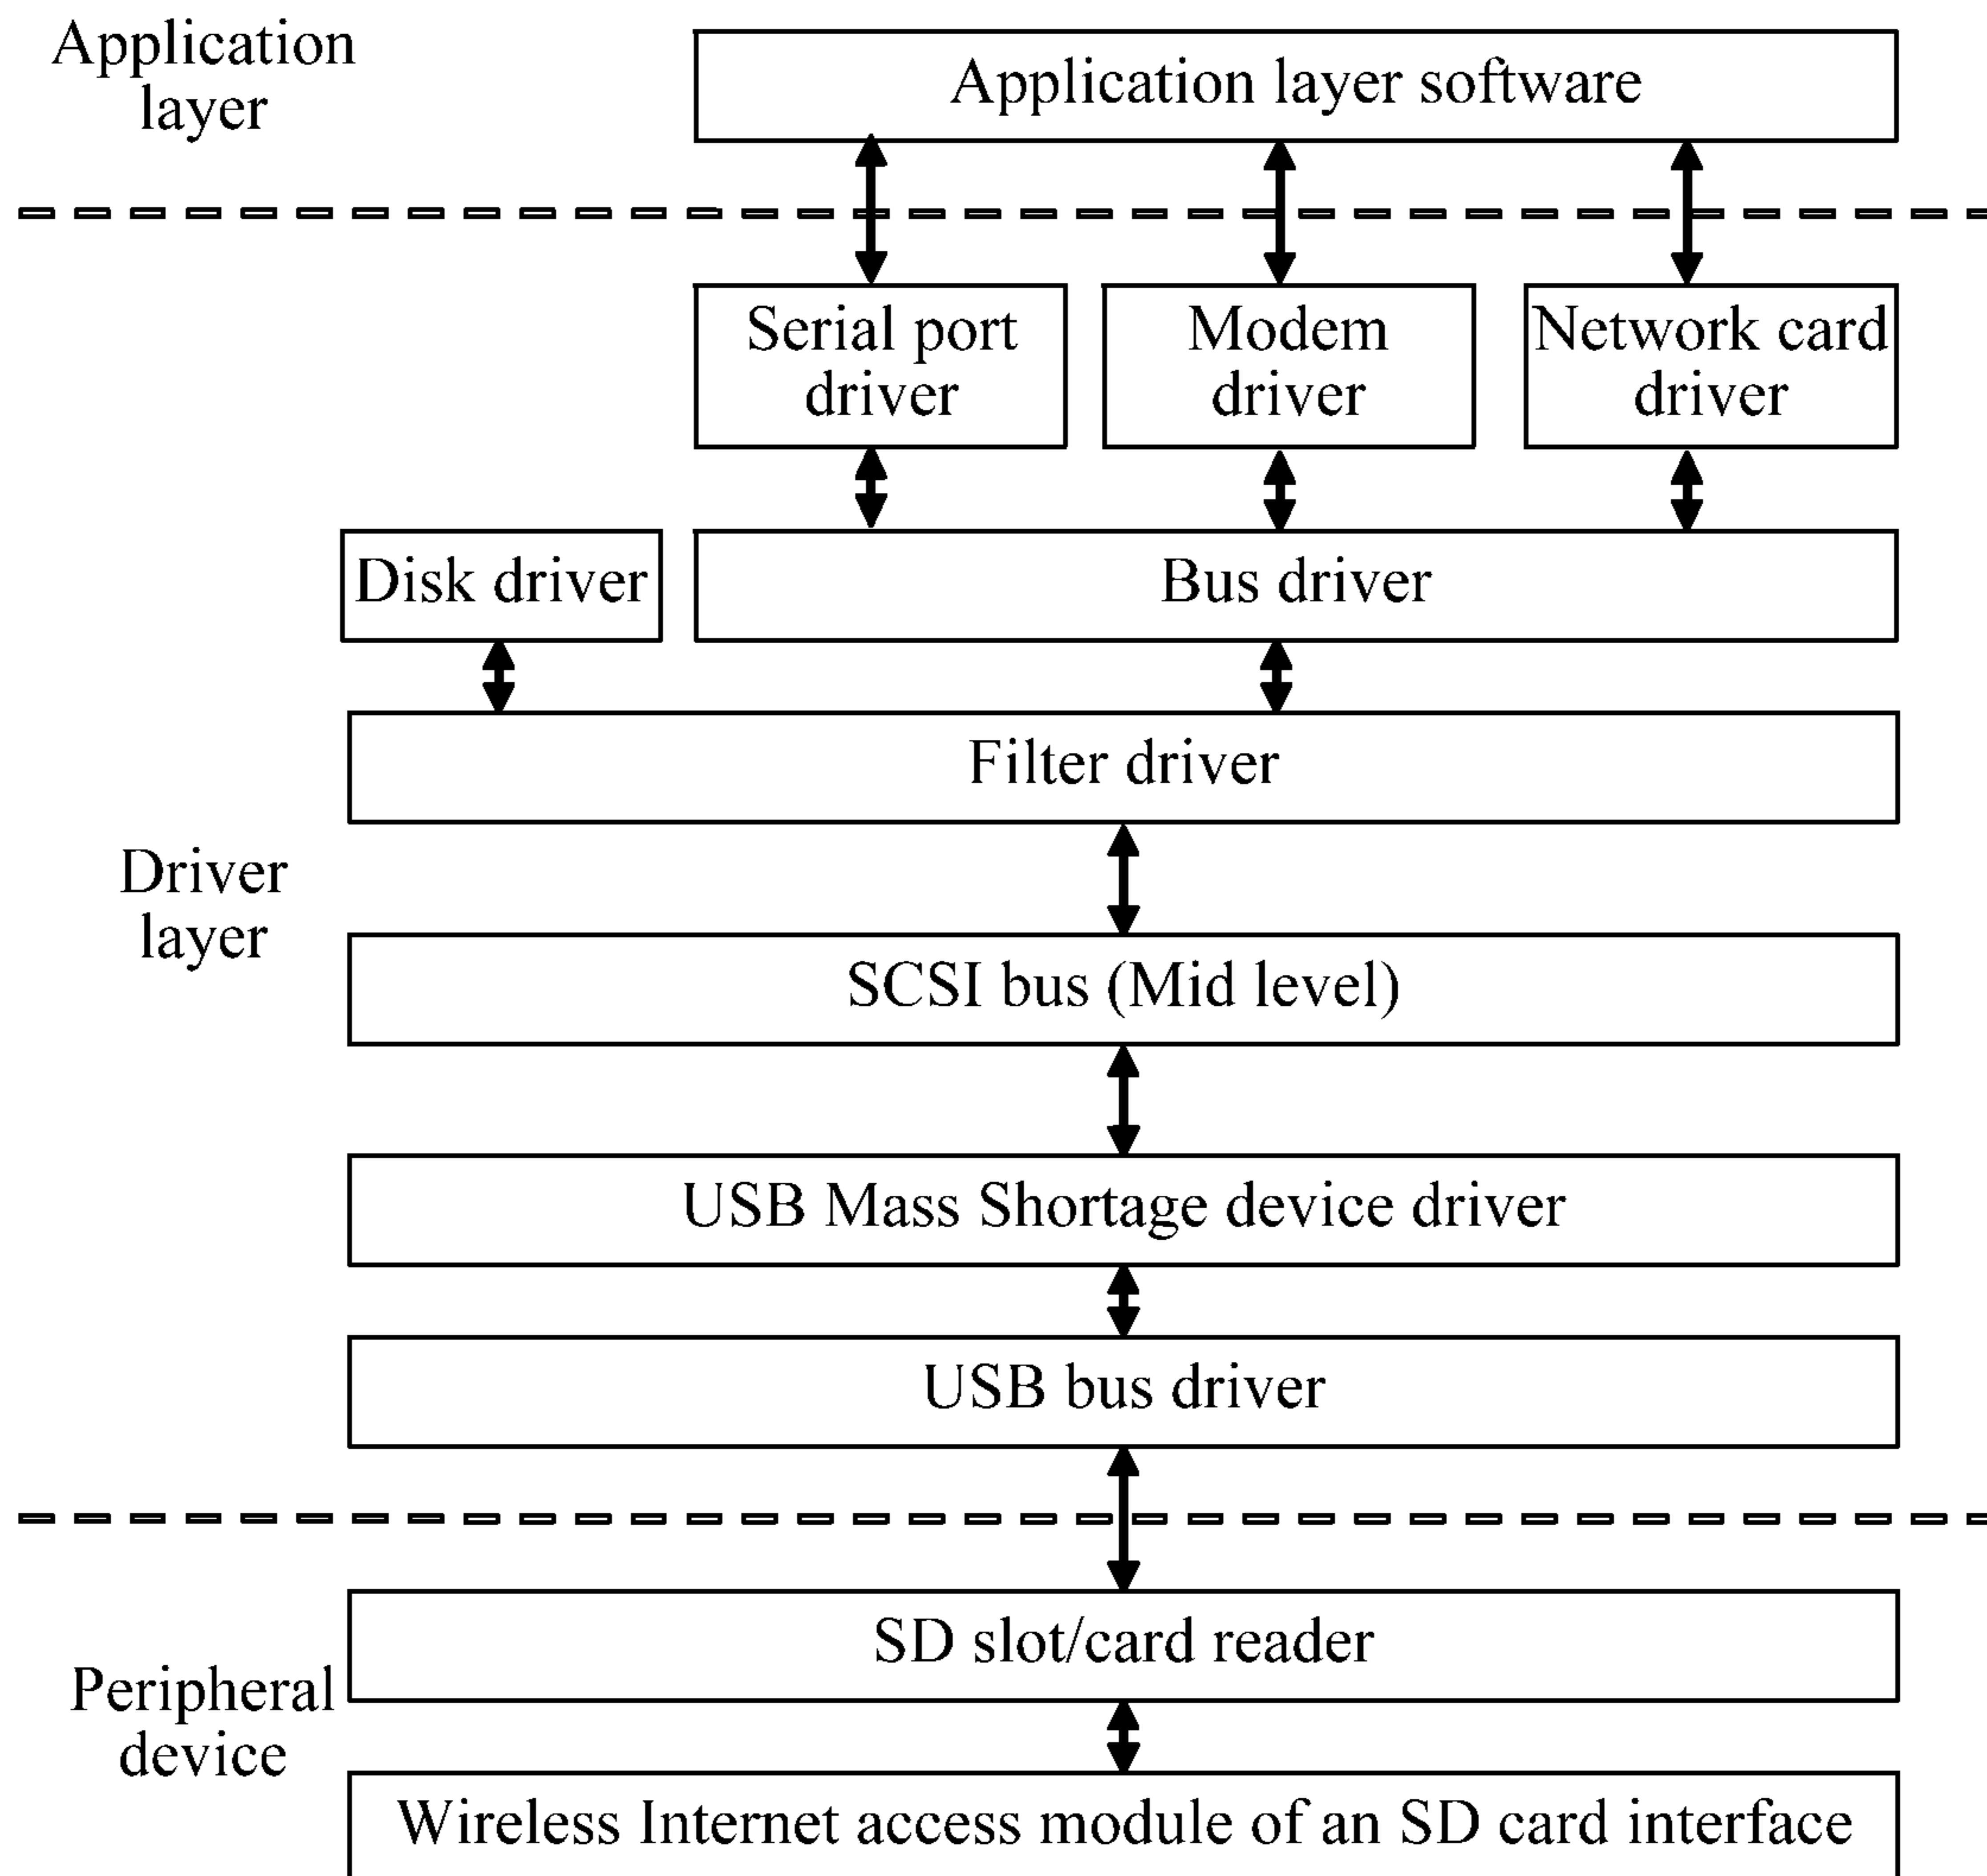 Application
layer
Application layer software
Serial port
driver
Modem
driver
Network card
driver
Disk driver
Bus driver
Filter driver
Driver
layer
SCSI bus (Mid level)
USB Mass Shortage device driver
USB bus driver
SD slot/card reader
Peripheral
device
Wireless Internet access module of an SD card interface